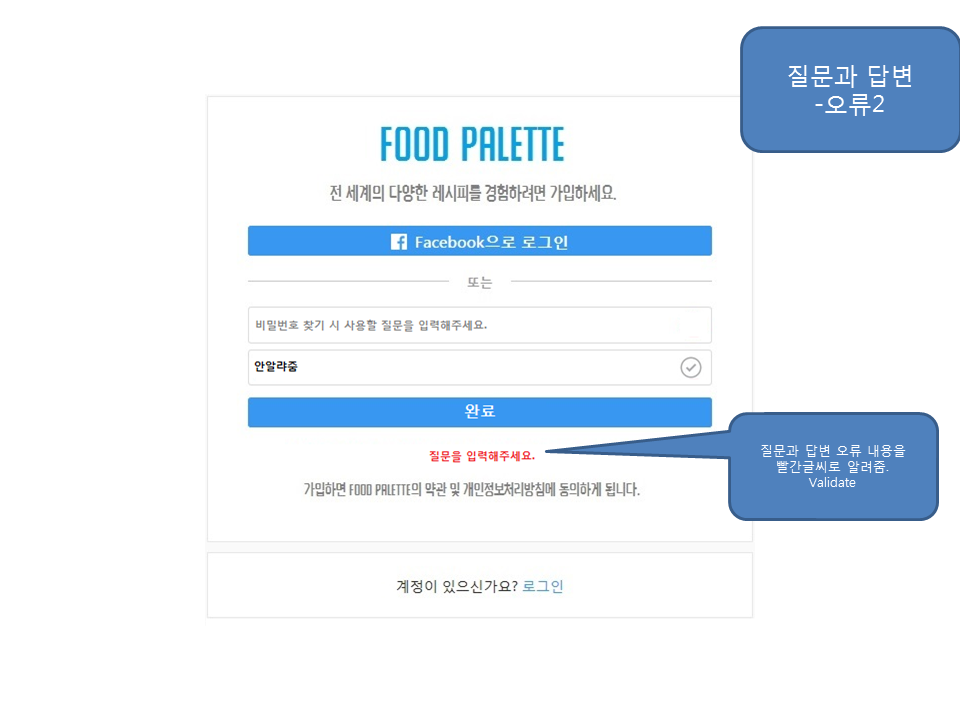 질문과 답변
-오류2
FOOD PALETTE
전 세계의 다양한 레시피를 경험하려면 가입하세요.
Facebook으로 로그인
또는
비밀번호 찾기 시 사용할 질문을 입력해주세요.
안알랴줌
완료
질문을 입력해주세요.
질문과 답변 오류 내용을
빨간글씨로 알려줌.
Validate
가입하면 FOOD PALETTE의 약관 및 개인정보처리방침에 동의하게 됩니다.
계정이 있으신가요? 로그인